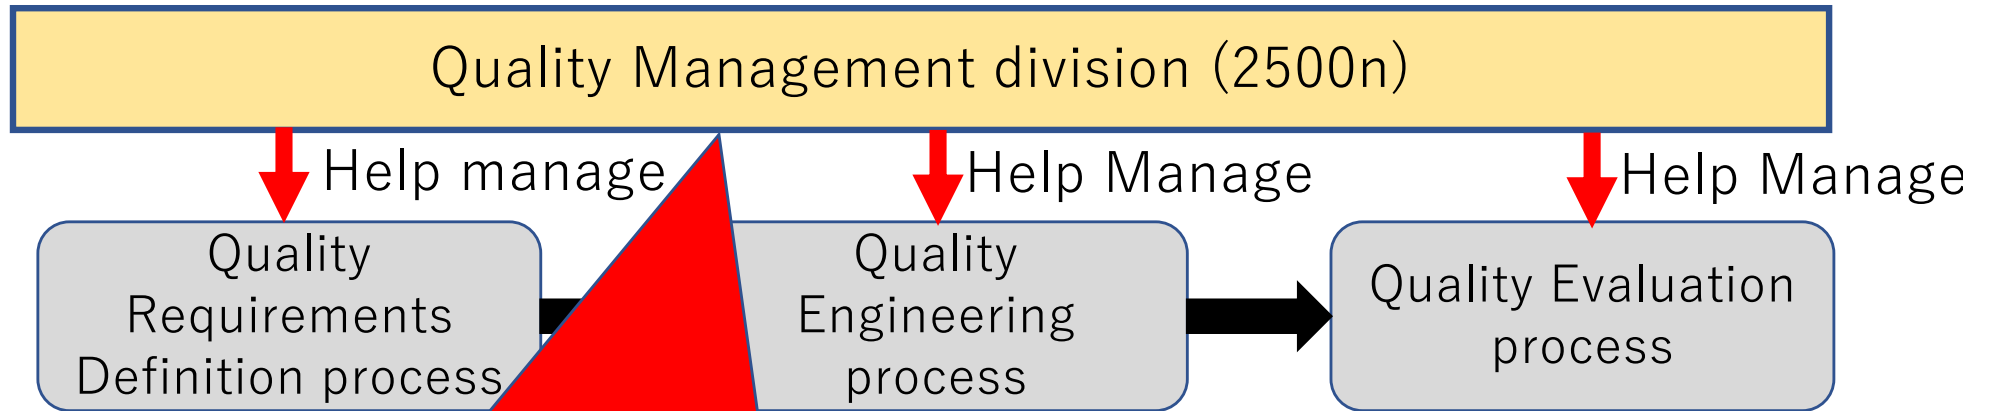 Quality Management division (2500n)
Help manage
Help Manage
Help Manage
Quality
Requirements
Definition process
Quality
Engineering
process
Quality Evaluation
process